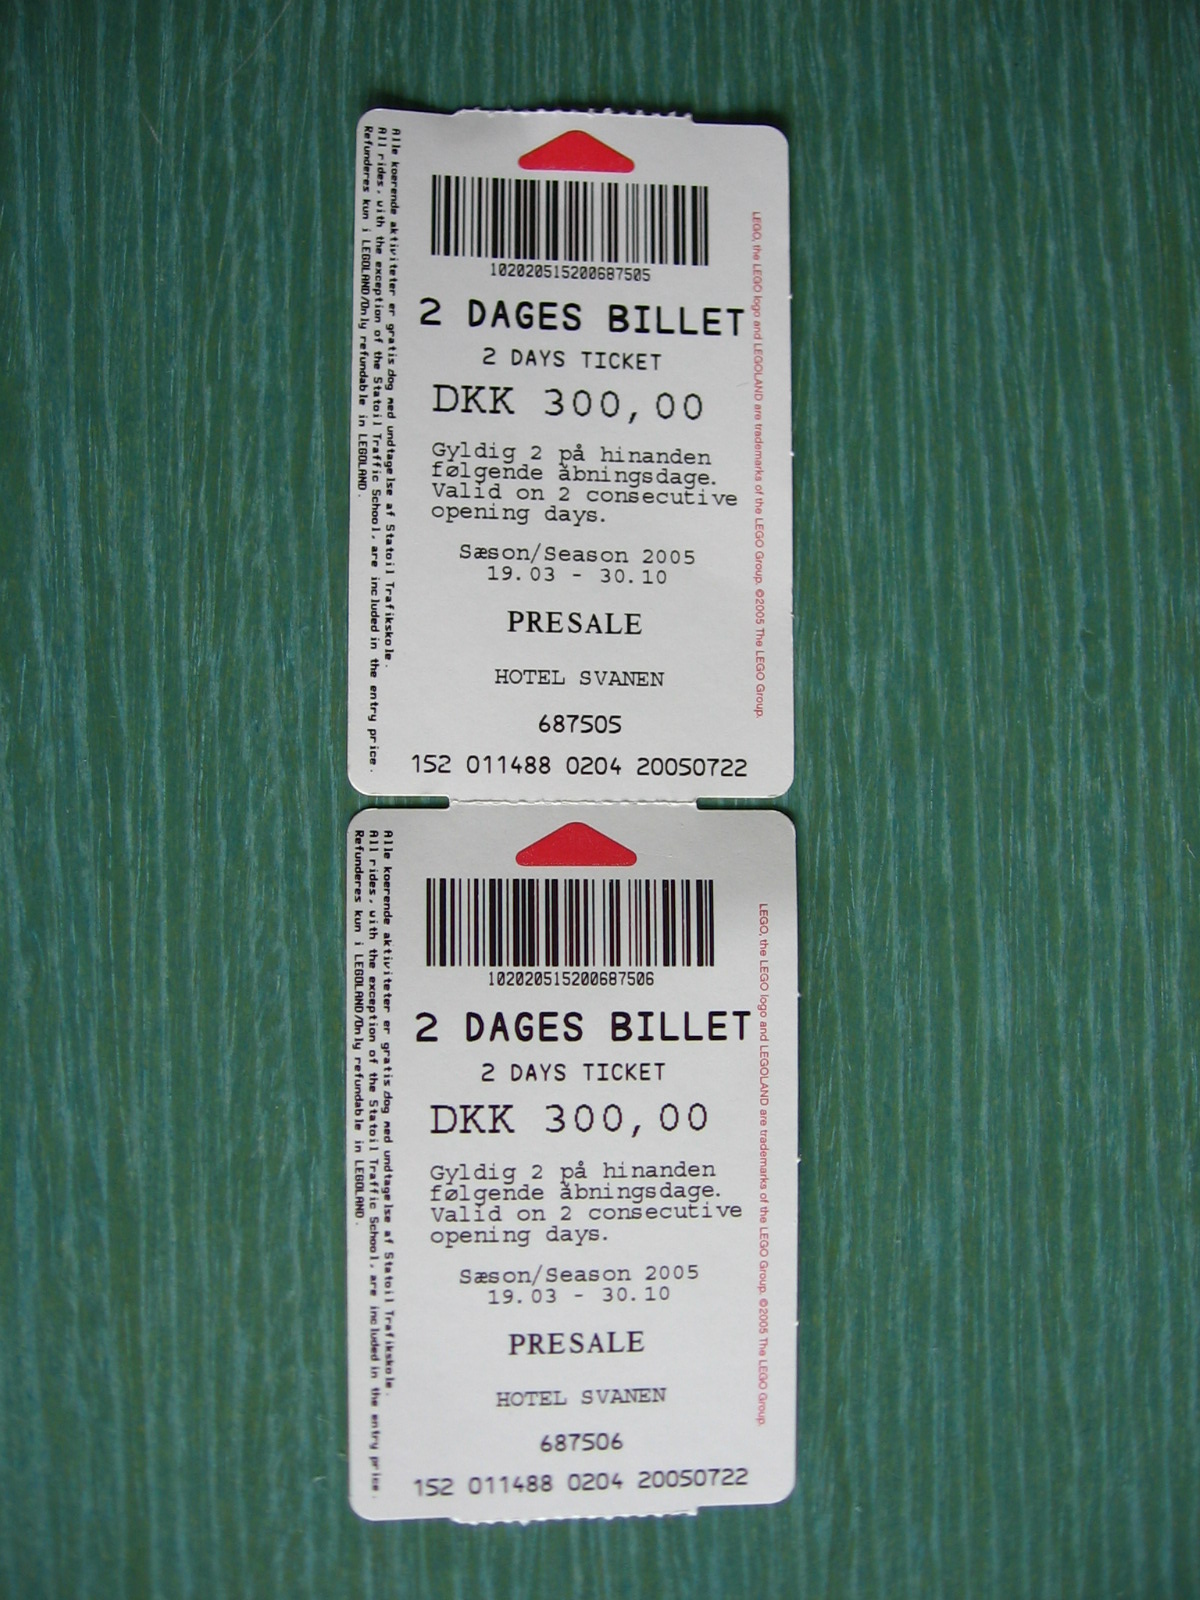 Alle koerende aktiviteter er gratis dog med undtagelse af Statoil Trafikskole.
All rides, with the exception of the Statoil Traffic School, are included in the entry price.
Refunderes kun i LEGOLAND/Only refundable in LEGOLAND.
102020515200687505
2 DAGES BILLET
2 DAYS TICKET
DKK 300,00
Gyldig 2 på hinanden
følgende åbningsdage.
Valid on 2 consecutive
opening days.
Sæson/Season 2005
19.03 - 30.10
PRESALE
HOTEL SVANEN
687505
152 011488 0204 20050722
LEGO, the LEGO logo and LEGOLAND are trademarks of the LEGO Group. ©2005 The LEGO Group.
Alle koerende aktiviteter er gratis dog med undtagelse af Statoil Trafikskole.
All rides, with the exception of the Statoil Traffic School, are included in the entry price.
Refunderes kun i LEGOLAND/Only refundable in LEGOLAND.
102020515200687506
2 DAGES BILLET
2 DAYS TICKET
DKK 300,00
Gyldig 2 på hinanden
følgende åbningsdage.
Valid on 2 consecutive
opening days.
Sæson/Season 2005
19.03 - 30.10
PRESALE
HOTEL SVANEN
687506
152 011488 0204 20050722
LEGO, the LEGO logo and LEGOLAND are trademarks of the LEGO Group. ©2005 The LEGO Group.